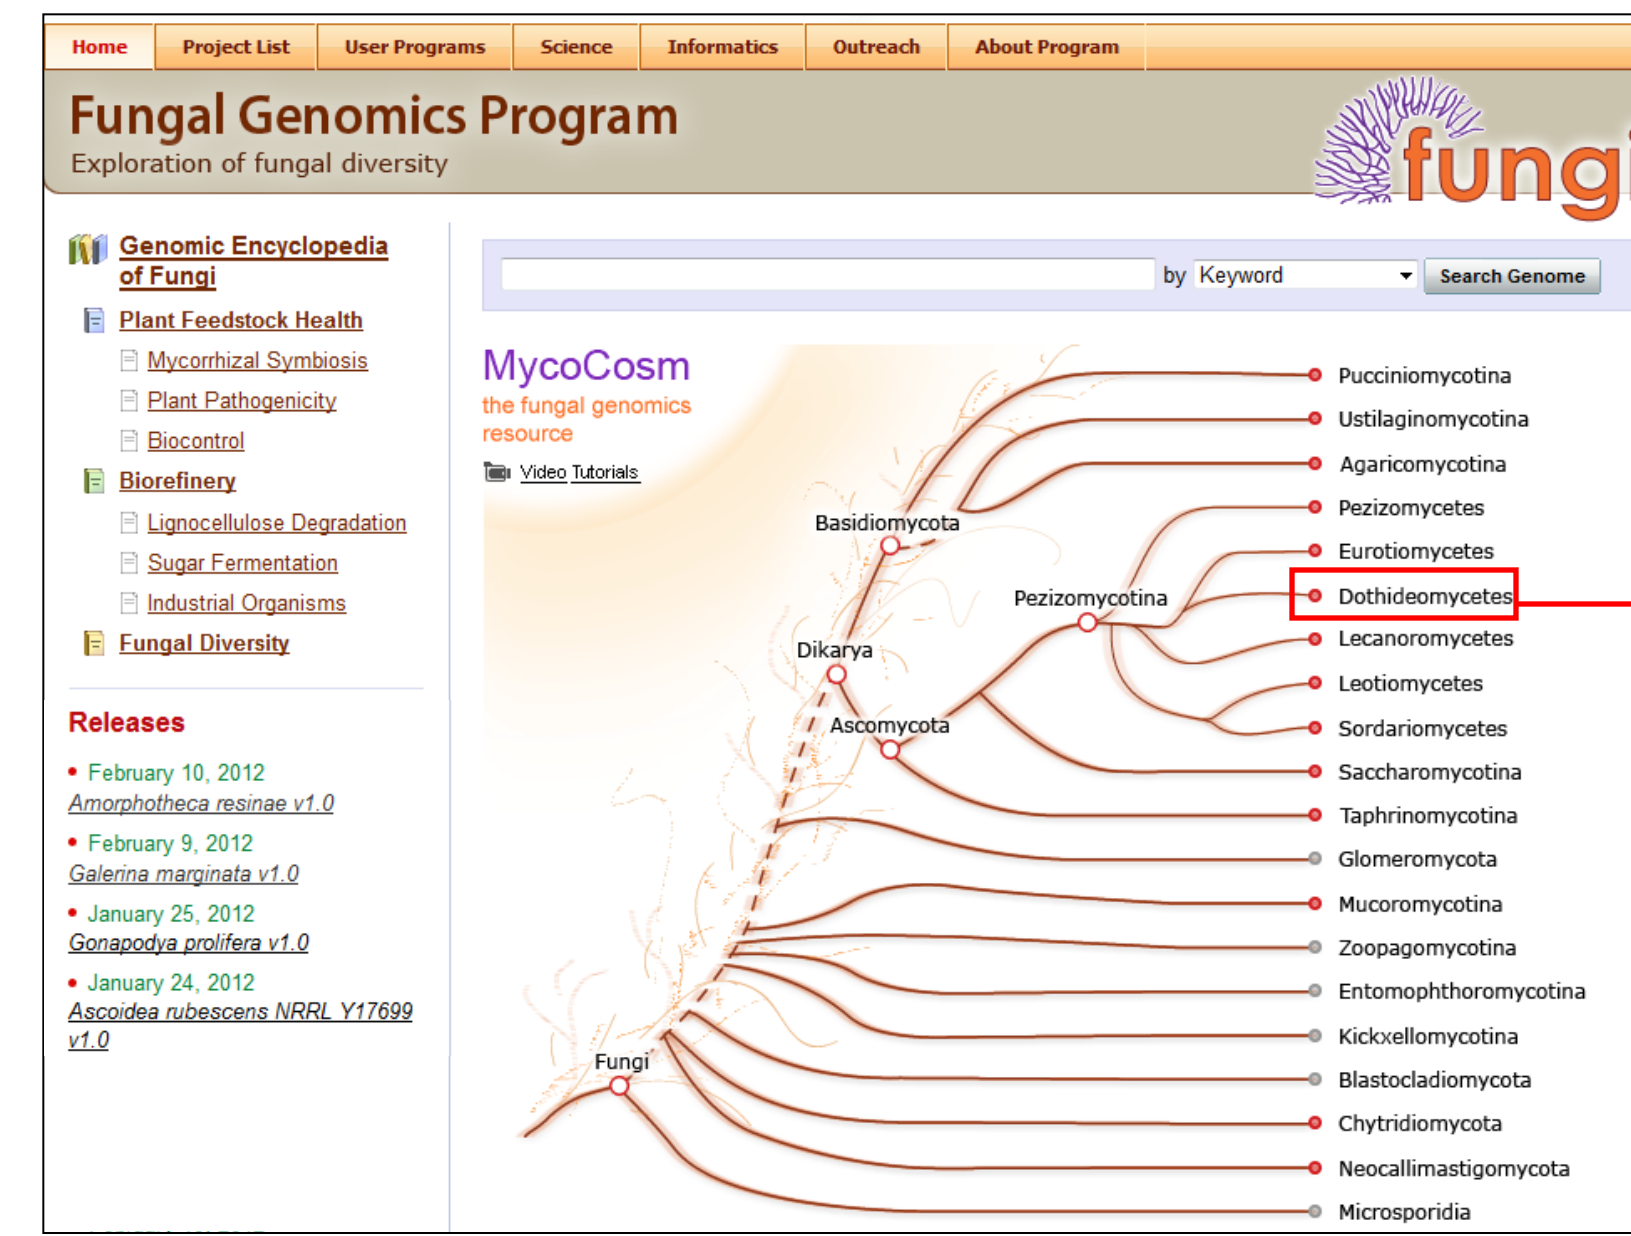 Home Project List User Programs Science Informatics Outreach About Program
Fungal Genomics Program
Exploration of fungal diversity
fungi
Genomic Encyclopedia
of Fungi
Plant Feedstock Health
Mycorrhizal Symbiosis
Plant Pathogenicity
Biocontrol
Biorefinery
Lignocellulose Degradation
Sugar Fermentation
Industrial Organisms
Fungal Diversity
Releases
February 10, 2012
Amorphotheca resinae v1.0
February 9, 2012
Galerina marginata v1.0
January 25, 2012
Gonapodya prolifera v1.0
January 24, 2012
Ascoidea rubescens NRRL Y17699
v1.0
by Keyword Search Genome
MycoCosm
the fungal genomics
resource
Video Tutorials
Pucciniomycotina
Ustilaginomycotina
Agaricomycotina
Basidiomycota
Pezizomycetes
Eurotiomycetes
Pezizomycotina
Dothideomycetes
Dikarya
Lecanoromycetes
Leotiomycetes
Ascomycota
Sordariomycetes
Saccharomycotina
Taphrinomycotina
Glomeromycota
Mucoromycotina
Zoopagomycotina
Entomophthoromycotina
Kickxellomycotina
Fungi
Blastocladiomycota
Chytridiomycota
Neocallimastigomycota
Microsporidia